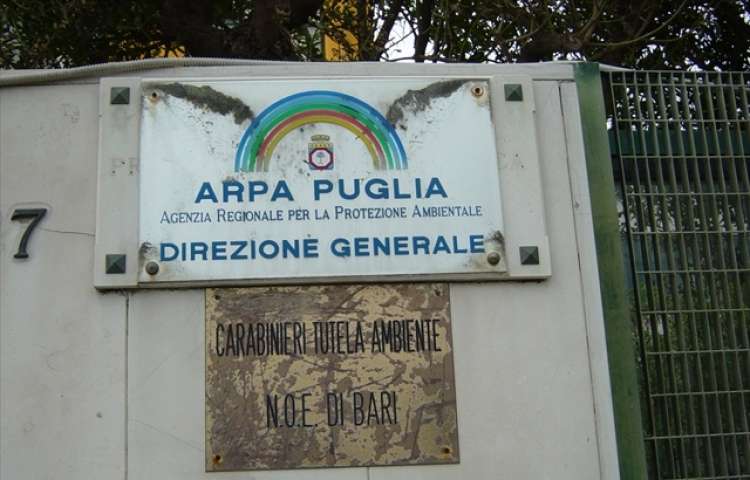 7
ARPA PUGLIA
AGENZIA REGIONALE PER LA PROTEZIONE AMBIENTALE
DIREZIONE GENERALE
CARABINIERI TUTELA AMBIENTE
N.O.E. DI BARI